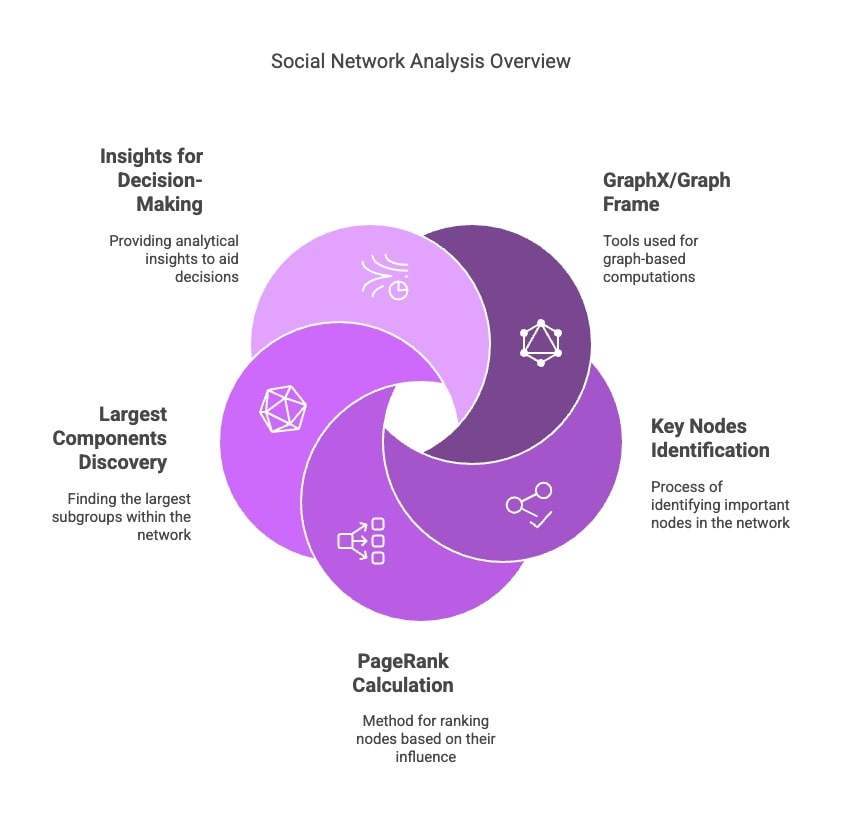 Social Network Analysis Overview
Insights for
Decision-
Making
Providing analytical
insights to aid
decisions
GraphX/Graph
Frame
Tools used for
graph-based
computations
Largest
Components
Discovery
Finding the largest
subgroups within the
network
Key Nodes
Identification
Process of
identifying important
nodes in the network
PageRank
Calculation
Method for ranking
nodes based on their
influence